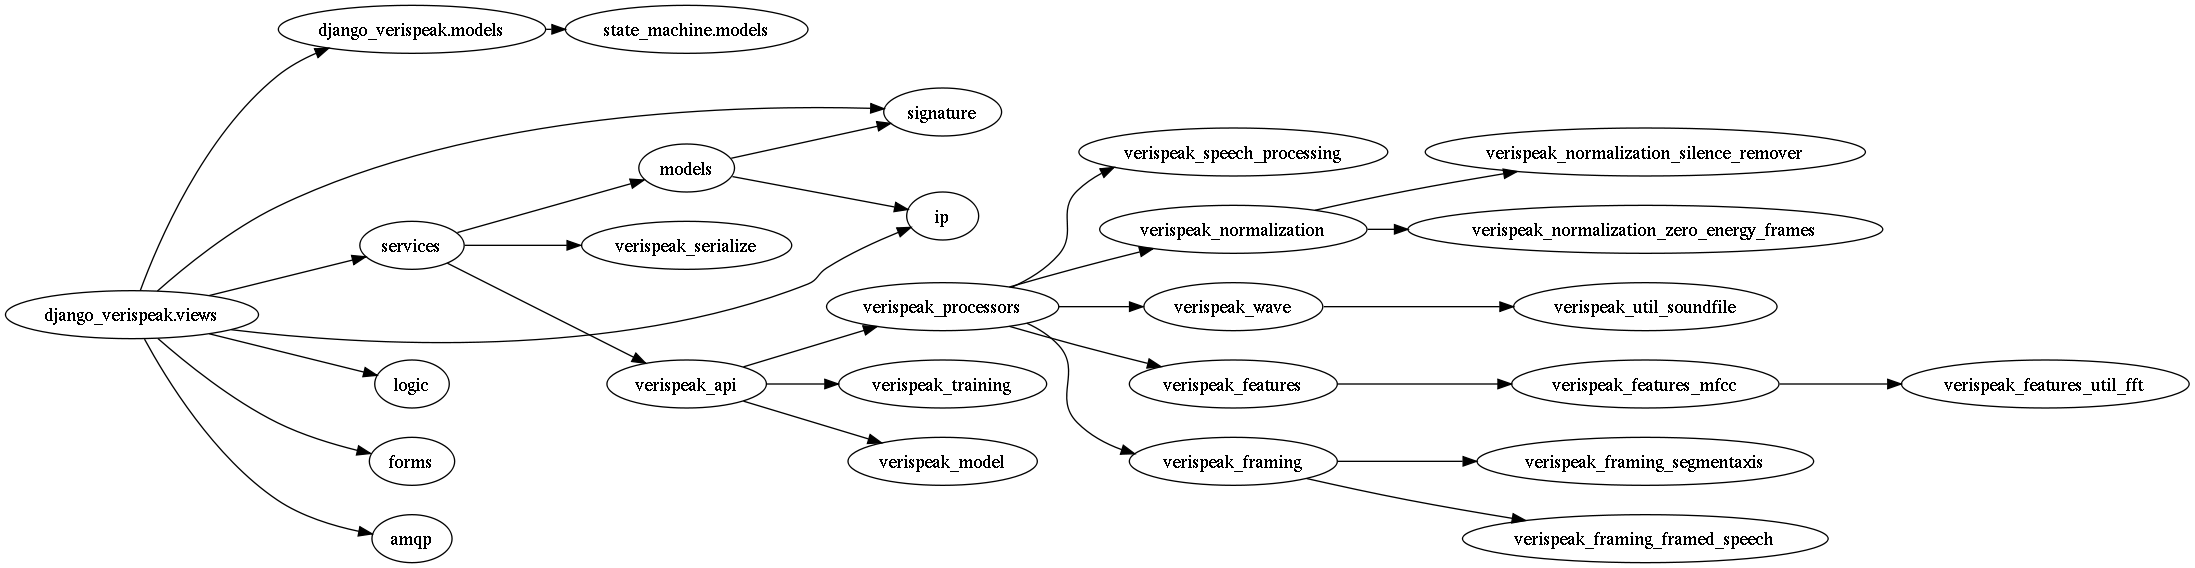 django_verispeak.models
state_machine.models
signature
verispeak_speech_processing
verispeak_normalization_silence_remover
models
ip
verispeak_normalization
verispeak_normalization_zero_energy_frames
services
verispeak_serialize
django_verispeak.views
verispeak_processors
verispeak_wave
verispeak_util_soundfile
logic
verispeak_api
verispeak_training
verispeak_features
verispeak_features_mfcc
verispeak_features_util_fft
forms
verispeak_model
verispeak_framing
verispeak_framing_segmentaxis
amqp
verispeak_framing_framed_speech